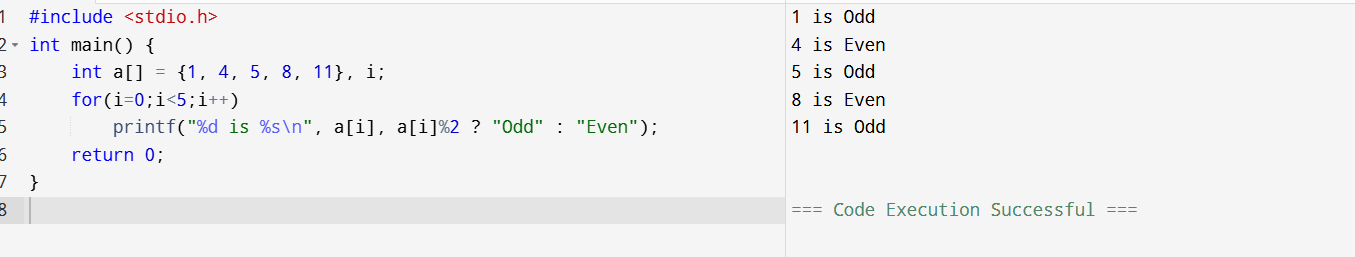 1 #include <stdio.h>
2 int main() {
3     int a[] = {1, 4, 5, 8, 11}, i;
4     for(i=0;i<5;i++)
5         printf("%d is %s\n", a[i], a[i]%2 ? "Odd" : "Even");
6     return 0;
7 }
8
1 is Odd
4 is Even
5 is Odd
8 is Even
11 is Odd
=== Code Execution Successful ===